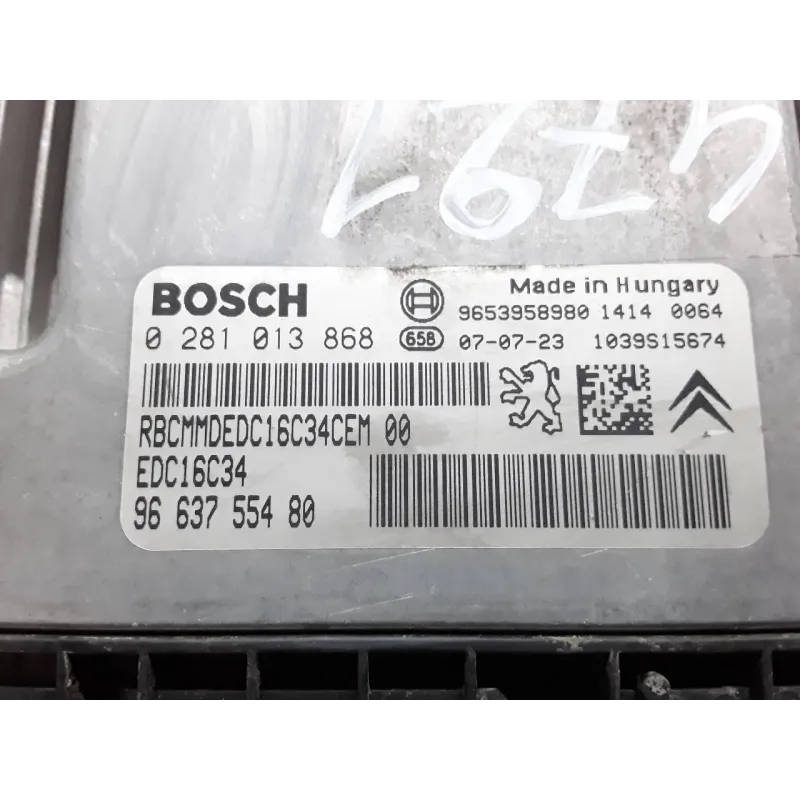 4791
BOSCH
Made in Hungary
9653958980 1414 0064
0 281 013 868
658
07-07-23 1039S15674
RBCMMDEDC16C34CEM 00
EDC16C34
96 637 554 80